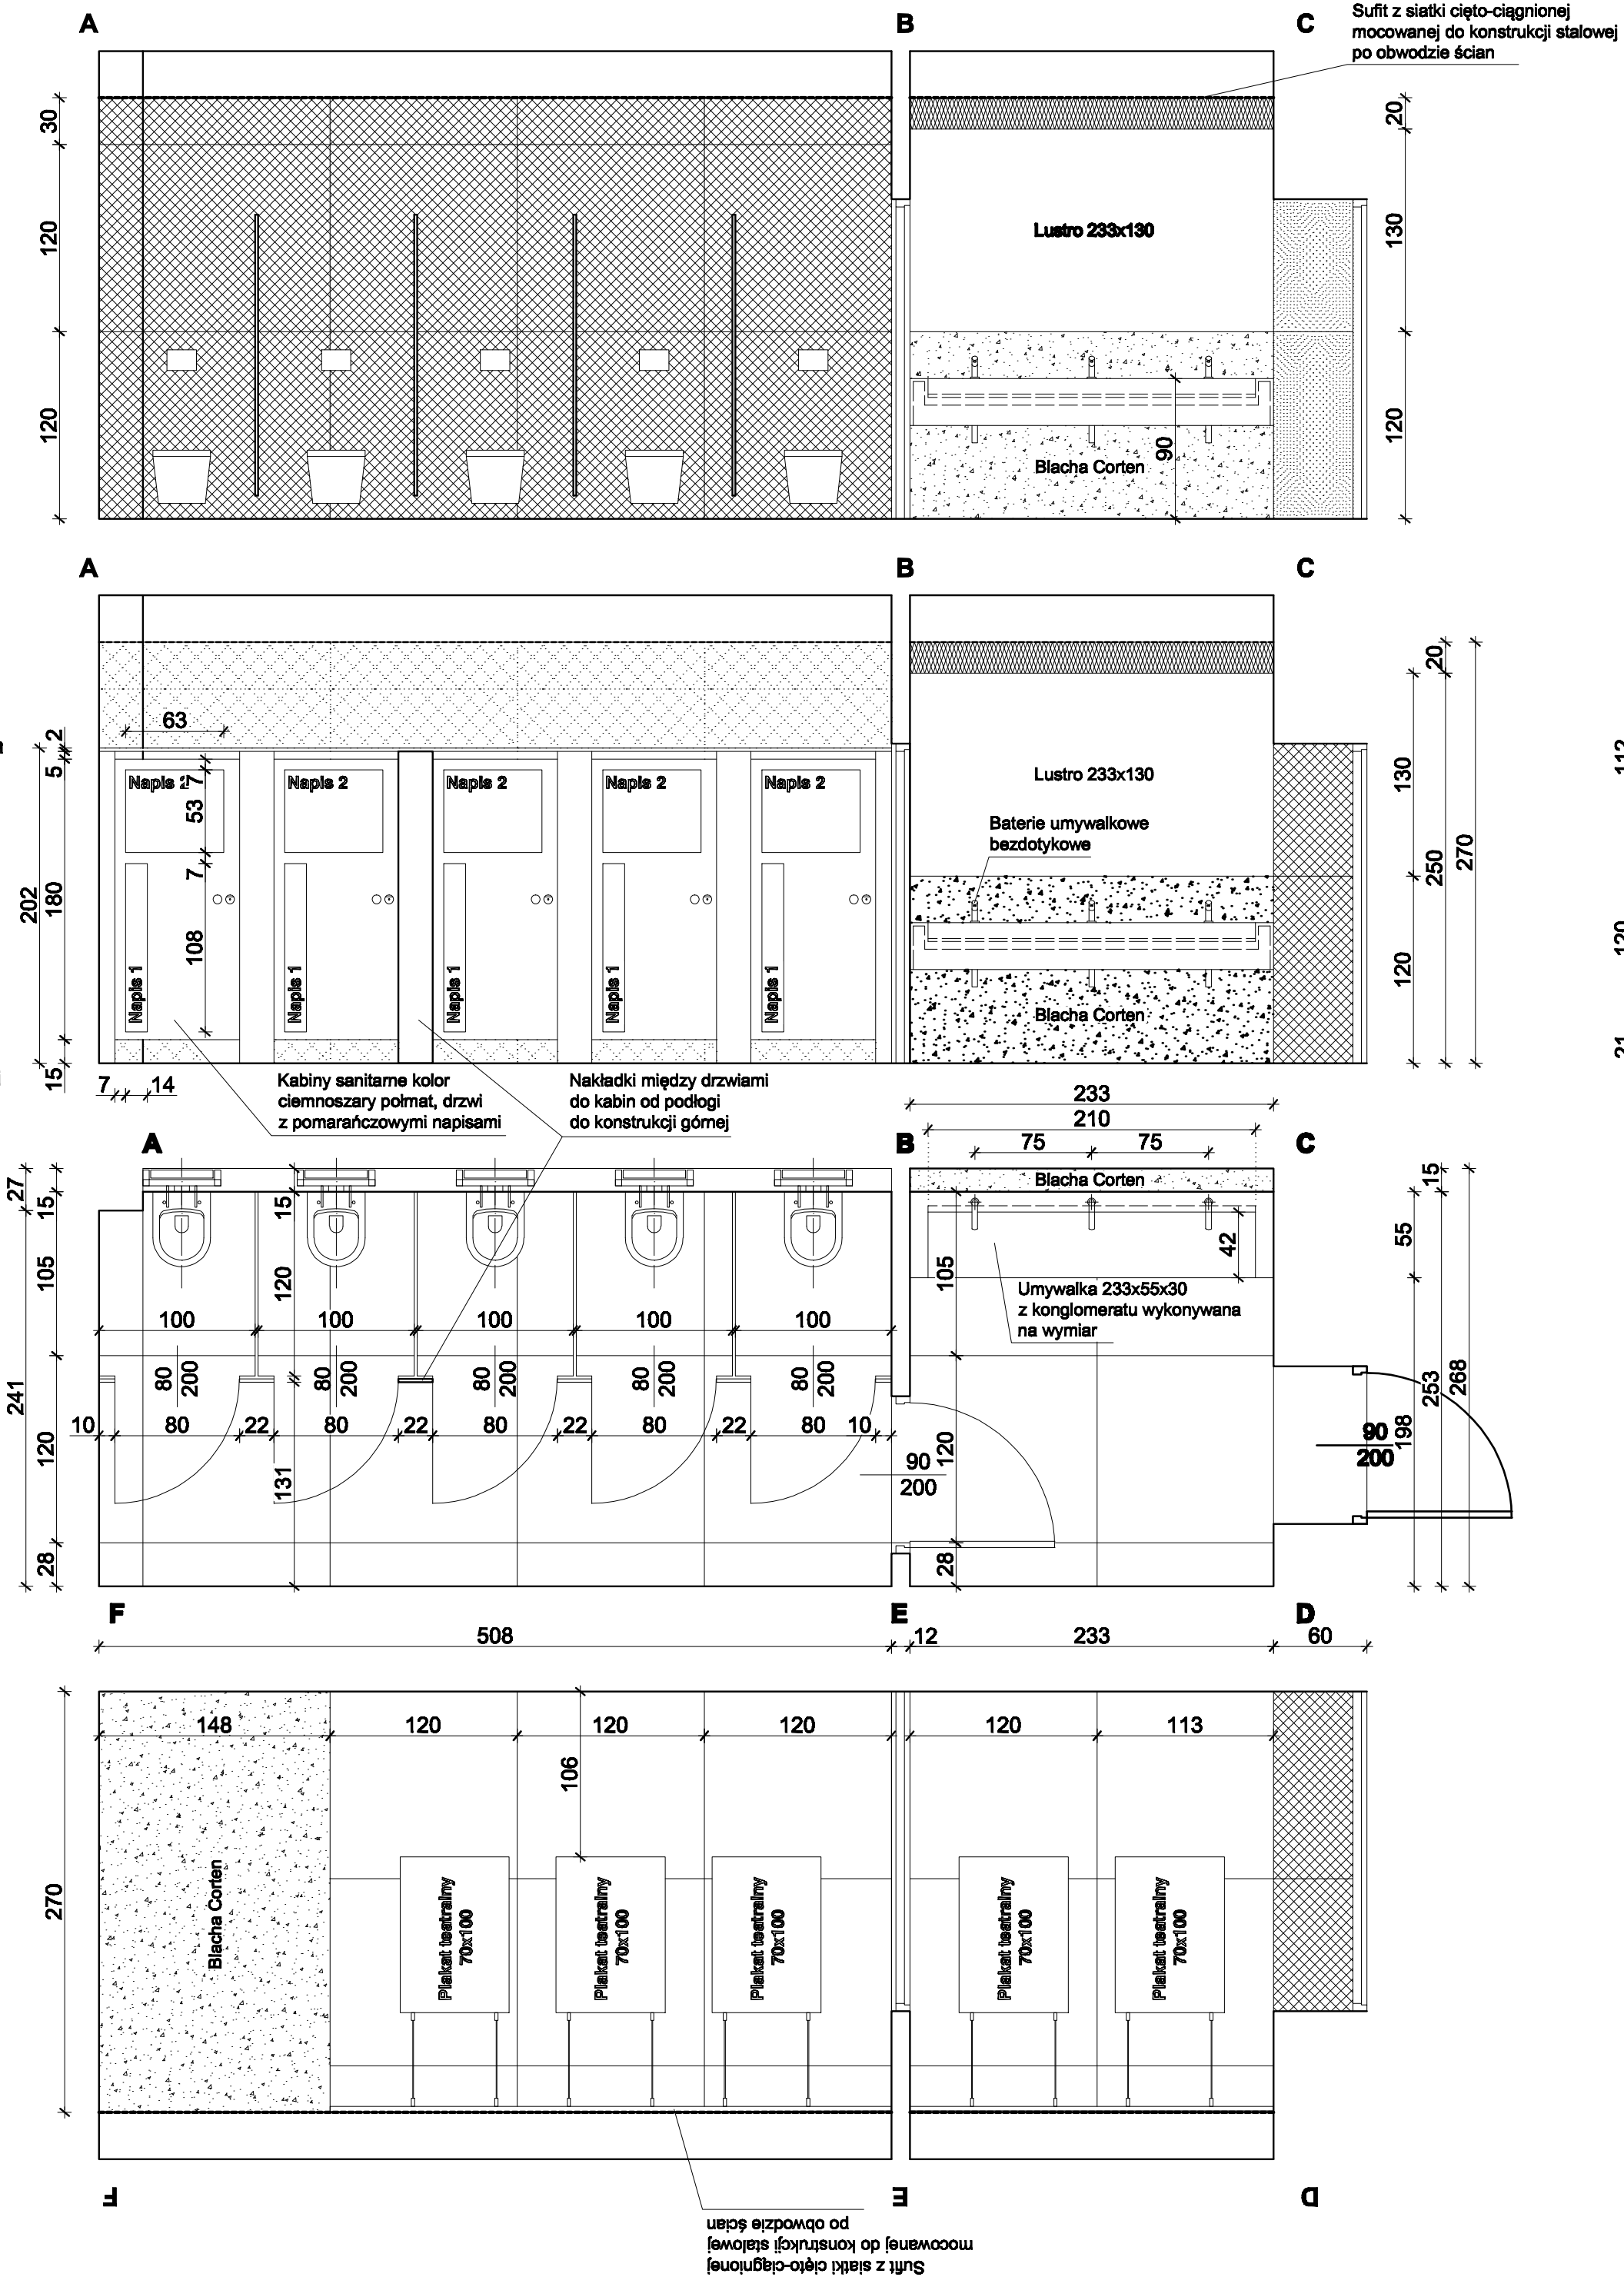 A
B
C
Sufit z siatki cięto-ciągnionej
mocowanej do konstrukcji stalowej
po obwodzie ścian
30
120
120
20
130
120
Lustro 233x130
90
Blacha Corten
A
B
C
63
2
5
202
180
15
Napis 2
Napis 2
Napis 2
Napis 2
Napis 2
7
53
7
108
Napis 1
Napis 1
Napis 1
Napis 1
Napis 1
7
14
Lustro 233x130
Baterie umywalkowe
bezdotykowe
Blacha Corten
130
120
20
250
270
112
120
21
Kabiny sanitarne kolor
ciemnoszary połmat, drzwi
z pomarańczowymi napisami
Nakładki między drzwiami
do kabin od podłogi
do konstrukcji górnej
233
210
75
75
A
B
C
Blacha Corten
27
15
105
241
120
28
15
120
131
100
100
100
100
100
80
200
80
200
80
200
80
200
80
200
10
80
22
80
22
80
22
80
22
80
10
105
120
28
90
200
42
Umywalka 233x55x30
z konglomeratu wykonywana
na wymiar
15
55
198
253
268
90
200
F
E
D
508
12
233
60
148
120
120
120
120
113
106
270
Blacha Corten
Plakat teatralny
70x100
Plakat teatralny
70x100
Plakat teatralny
70x100
Plakat teatralny
70x100
Plakat teatralny
70x100
F
E
D
Sufit z siatki cięto-ciągnionej
mocowanej do konstrukcji stalowej
po obwodzie ścian